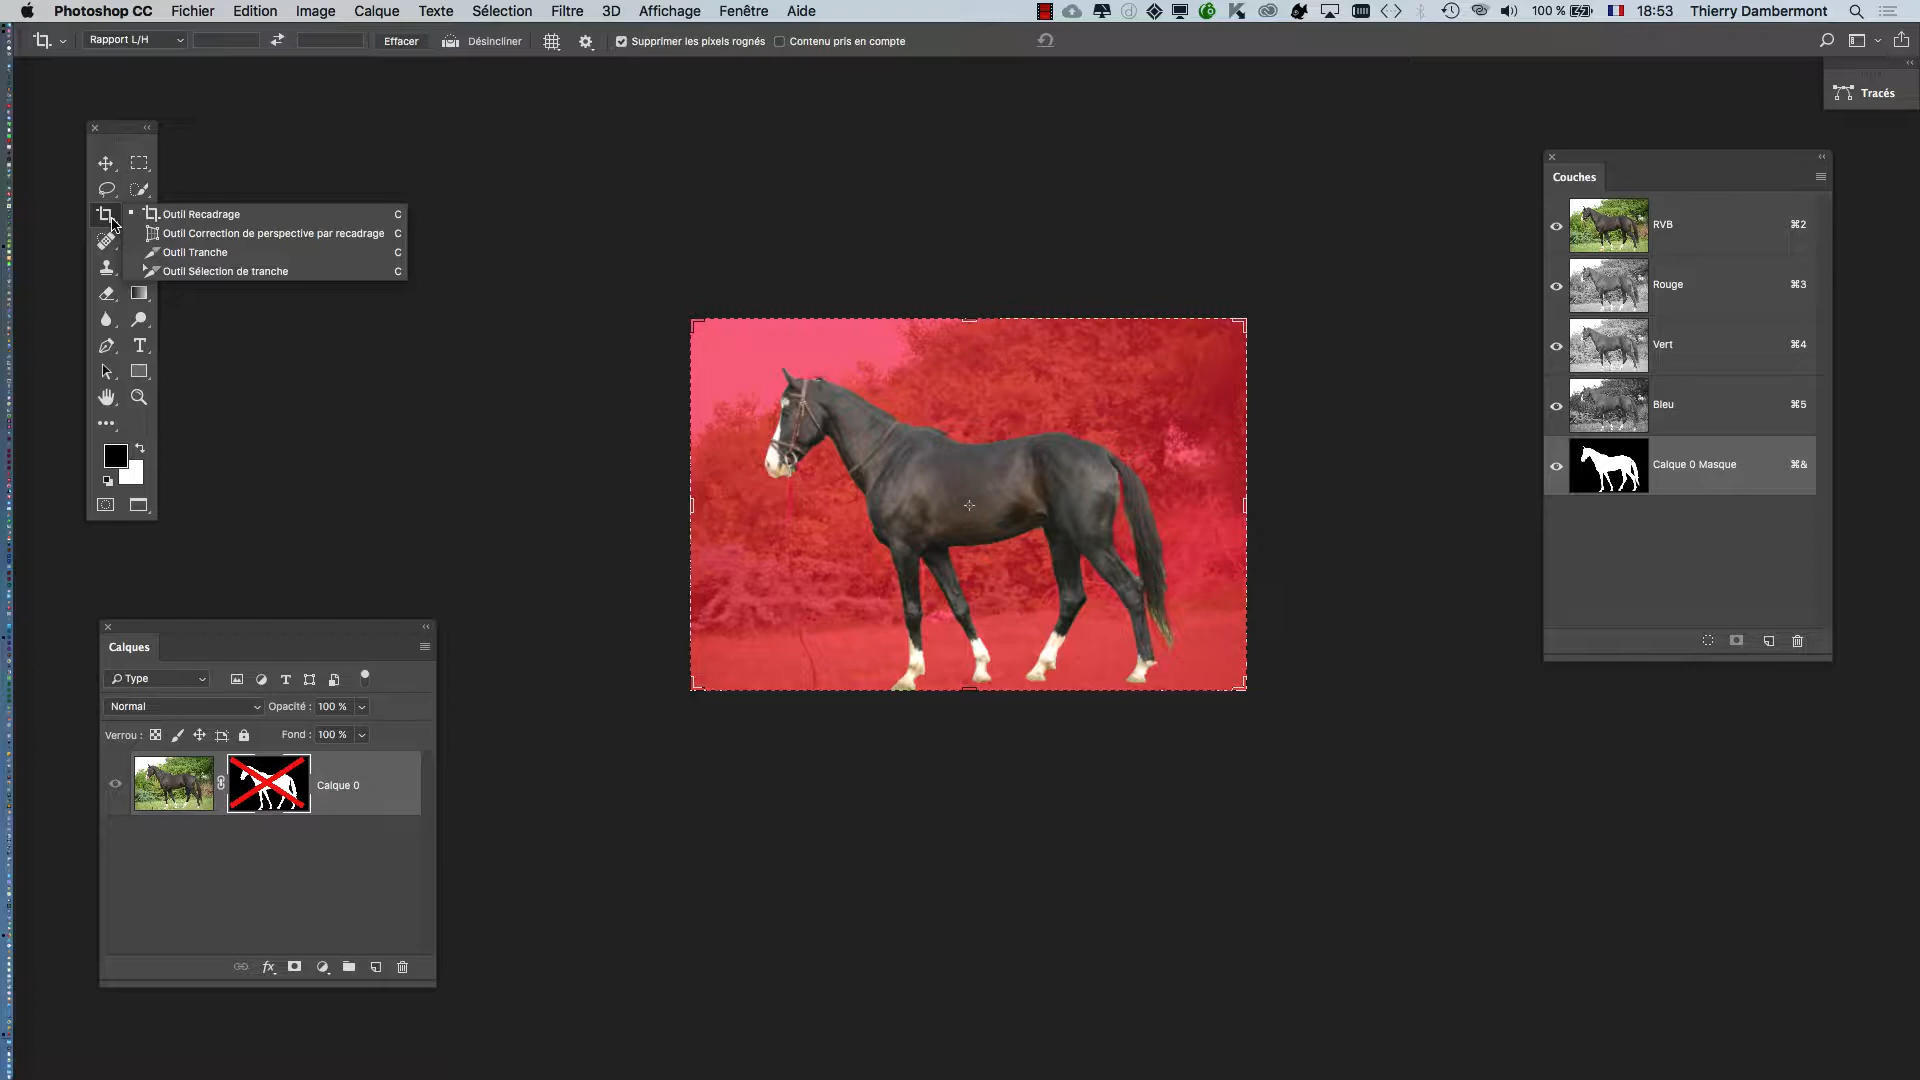 Photoshop CC Fichier Edition Image Calque Texte Sélection Filtre 3D Affichage Fenêtre Aide 100 % 18:53 Thierry Dambermont
Rapport L/H Effacer Désincliner Supprimer les pixels rognés Contenu pris en compte
Tracés
Outil Recadrage C
Outil Correction de perspective par recadrage C
Outil Tranche C
Outil Sélection de tranche C
Couches
RVB ⌘2
Rouge ⌘3
Vert ⌘4
Bleu ⌘5
Calque 0 Masque ⌘&
Calques
Type
Normal Opacité : 100 %
Verrou : Fond : 100 %
Calque 0
fx